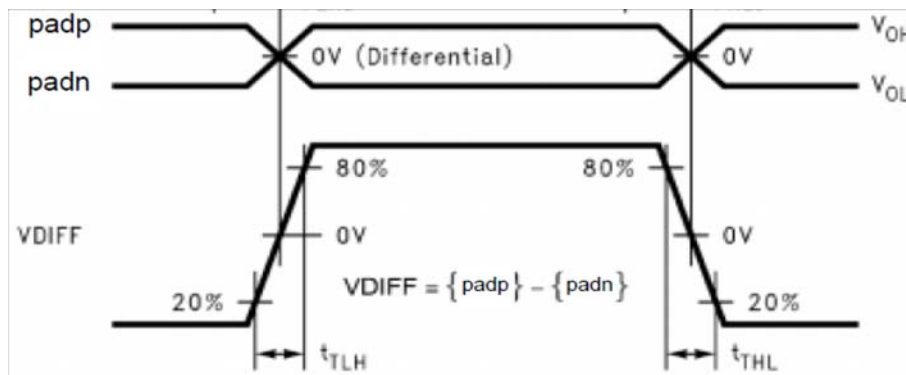 padp
V_OH
0V (Differential)
0V
padn
V_OL
80%
80%
VDIFF
0V
0V
VDIFF = {padp} – {padn}
20%
20%
t_TLH
t_THL